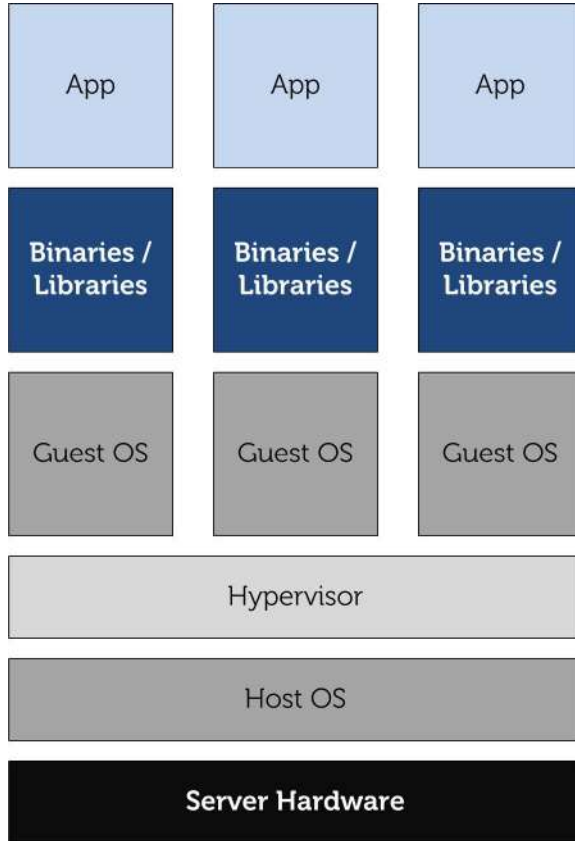 App
App
App
Binaries /
Libraries
Binaries /
Libraries
Binaries /
Libraries
Guest OS
Guest OS
Guest OS
Hypervisor
Host OS
Server Hardware